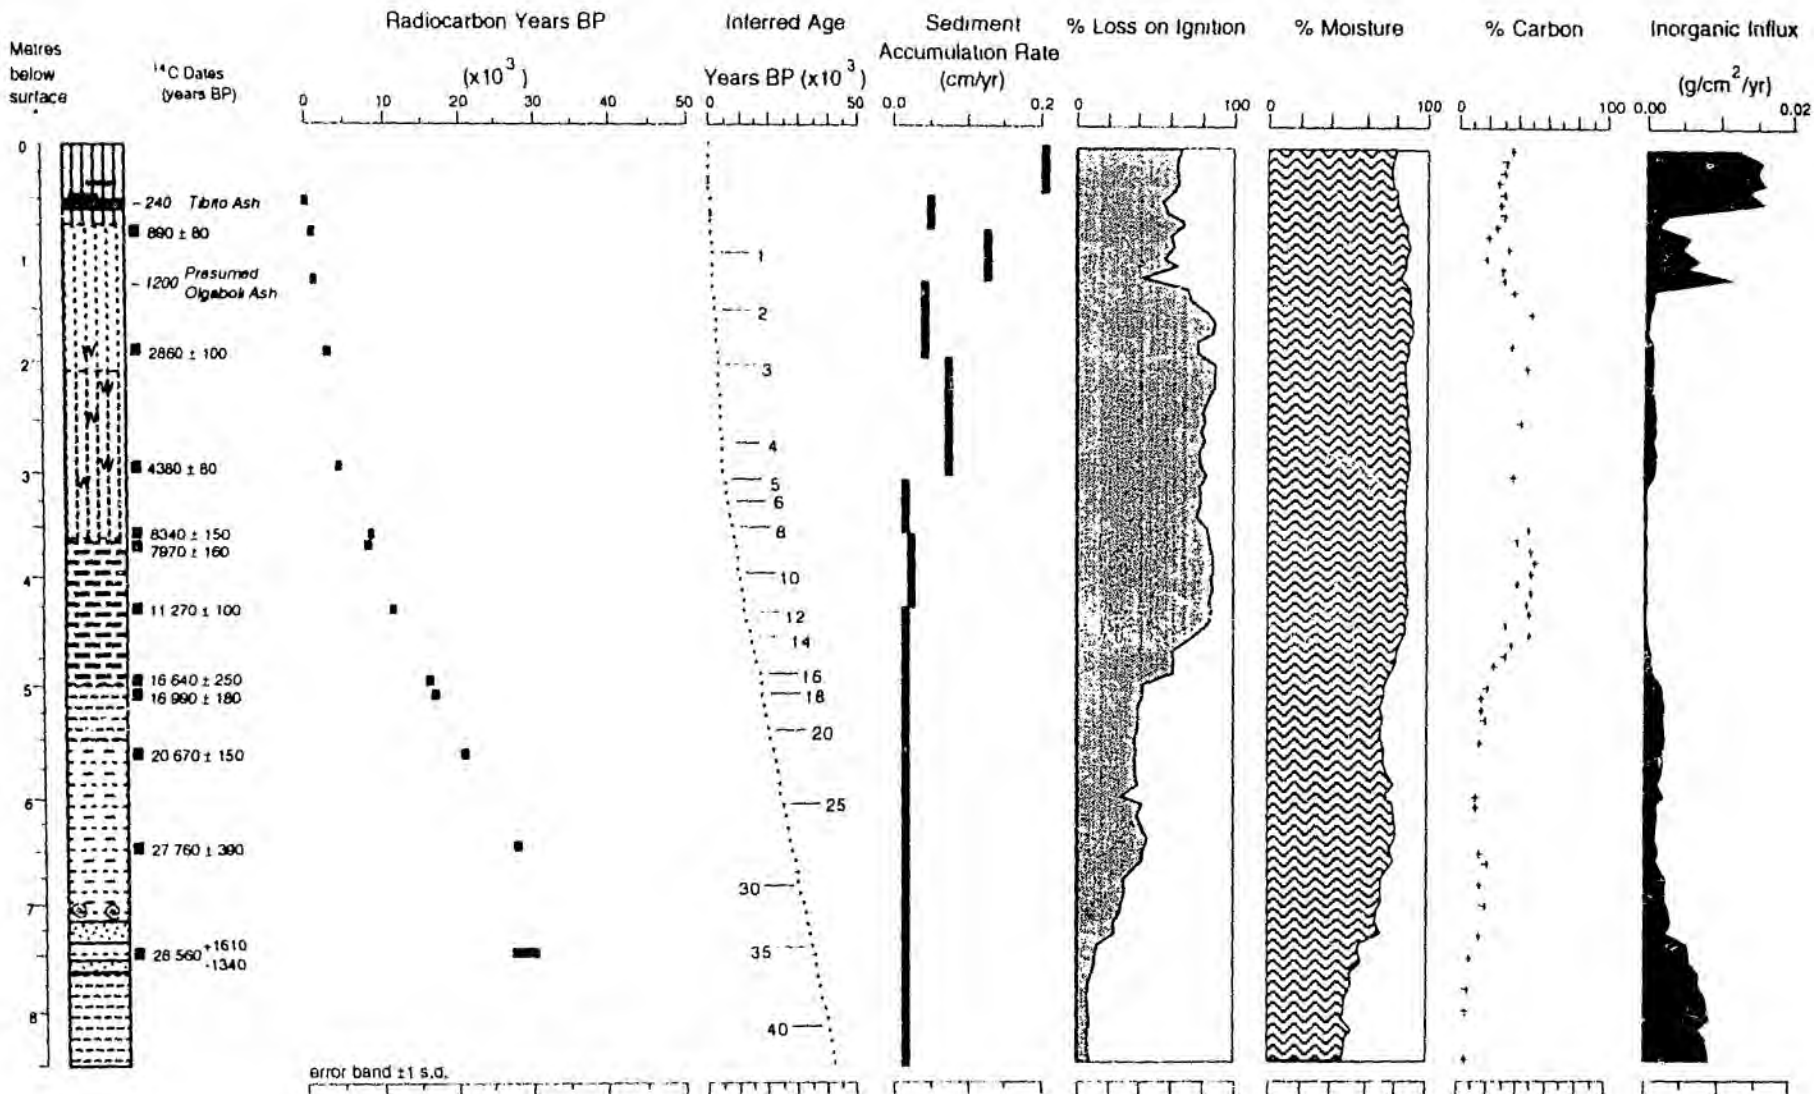 Radiocarbon Years BP
(x10³)
0 10 20 30 40 50
Inferred Age
Years BP (x10³)
0 50
Sediment
Accumulation Rate
(cm/yr)
0.0 0.2
% Loss on Ignition
0 100
% Moisture
0 100
% Carbon
0 100
Inorganic Influx
(g/cm²/yr)
0.00 0.02
Metres
below
surface
¹⁴C Dates
(years BP)
0
1
2
3
4
5
6
7
8
– 240 Tibito Ash
890 ± 80
– 1200 Presumed
Olgaboli Ash
2860 ± 100
4380 ± 80
8340 ± 150
7970 ± 160
11 270 ± 100
16 640 ± 250
16 990 ± 180
20 670 ± 150
27 760 ± 390
28 560 +1610
-1340
1
2
3
4
5
6
8
10
12
14
16
18
20
25
30
35
40
error band ±1 s.d.